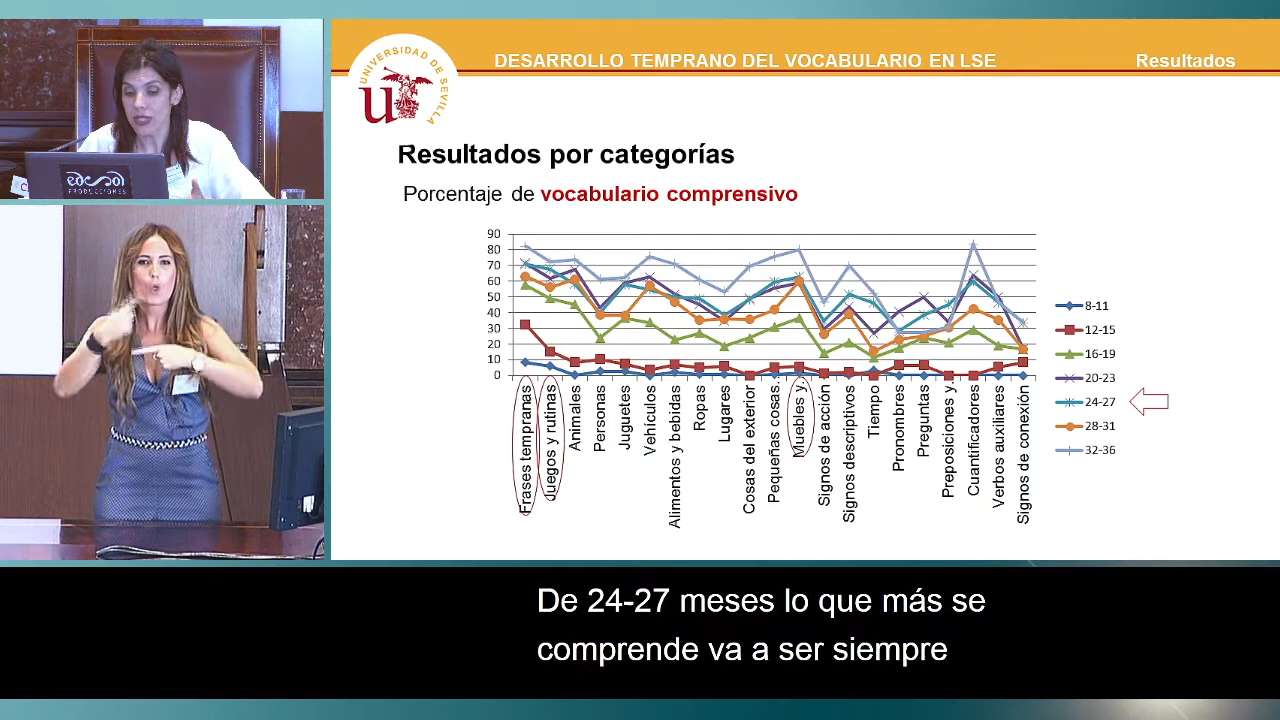 UNIVERSIDAD DE SEVILLA
DESARROLLO TEMPRANO DEL VOCABULARIO EN LSE
Resultados
Resultados por categorías
Porcentaje de vocabulario comprensivo
90
80
70
60
50
40
30
20
10
0
Frases tempranas
Juegos y rutinas
Animales
Personas
Juguetes
Vehículos
Alimentos y bebidas
Ropas
Lugares
Cosas del exterior
Pequeñas cosas.
Muebles y.
Signos de acción
Signos descriptivos
Tiempo
Pronombres
Preguntas
Preposiciones y.
Cuantificadores
Verbos auxiliares
Signos de conexión
8-11
12-15
16-19
20-23
24-27
28-31
32-36
PRODUCCIONES
De 24-27 meses lo que más se
comprende va a ser siempre